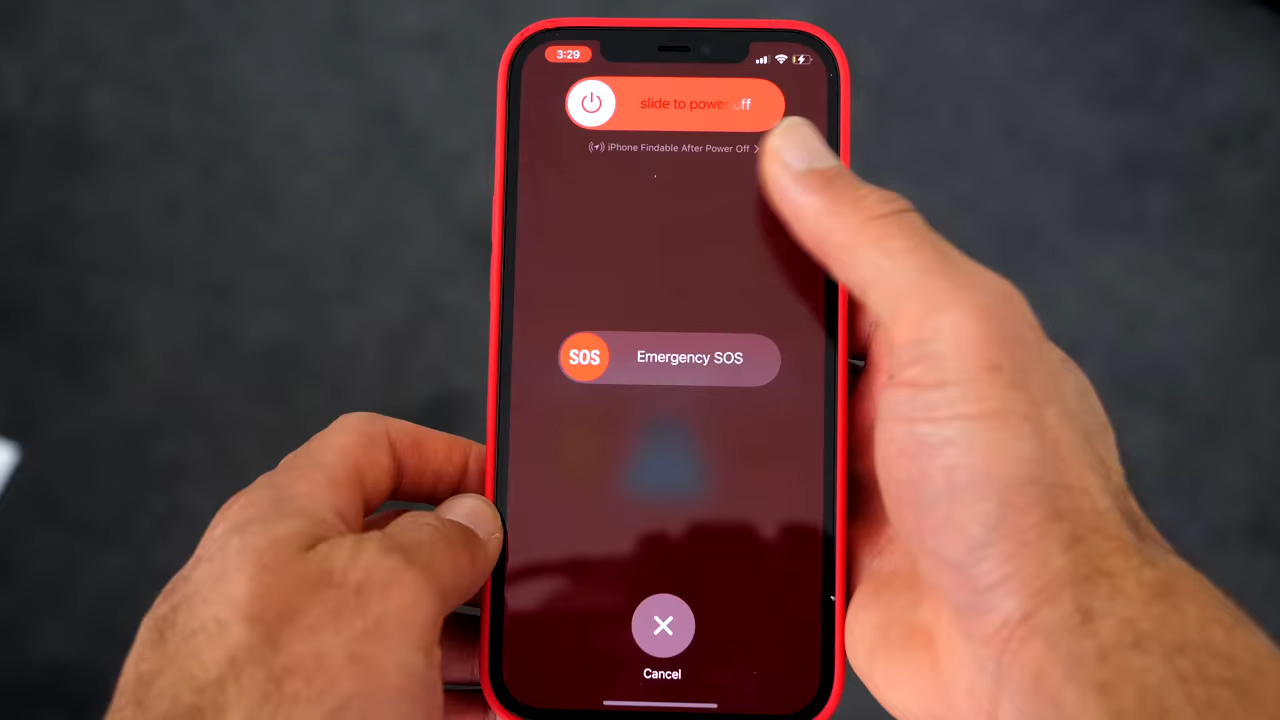 3:29
slide to power off
iPhone Findable After Power Off
SOS
Emergency SOS
Cancel